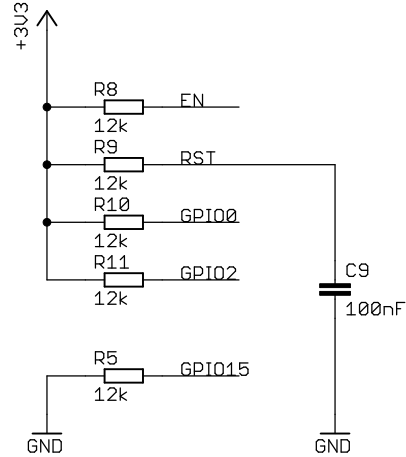 +3V3
R8
EN
12k
R9
RST
12k
R10
GPIO0
12k
R11
GPIO2
12k
C9
100nF
R5
GPIO15
12k
GND
GND